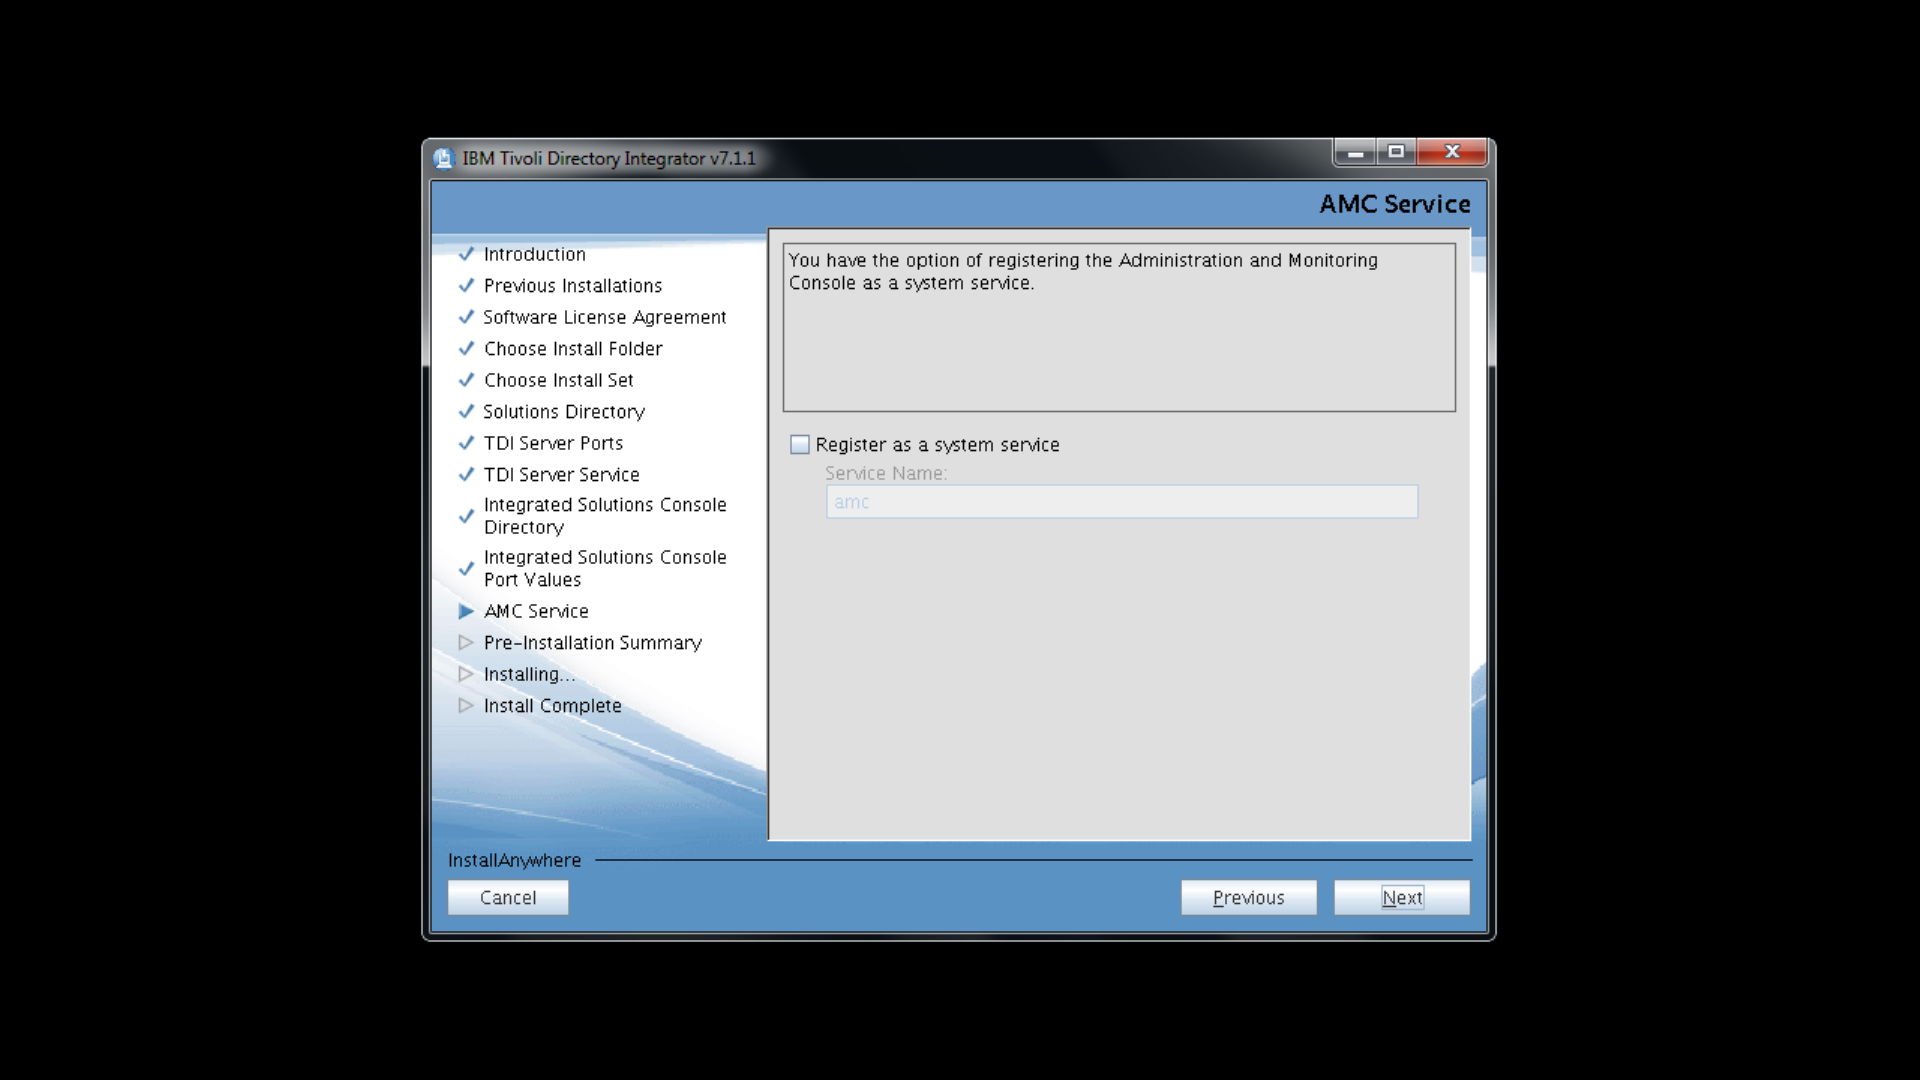 IBM Tivoli Directory Integrator v7.1.1
AMC Service
Introduction
Previous Installations
Software License Agreement
Choose Install Folder
Choose Install Set
Solutions Directory
TDI Server Ports
TDI Server Service
Integrated Solutions Console
Directory
Integrated Solutions Console
Port Values
AMC Service
Pre-Installation Summary
Installing...
Install Complete
You have the option of registering the Administration and Monitoring
Console as a system service.
Register as a system service
Service Name:
amc
InstallAnywhere
Cancel
Previous
Next